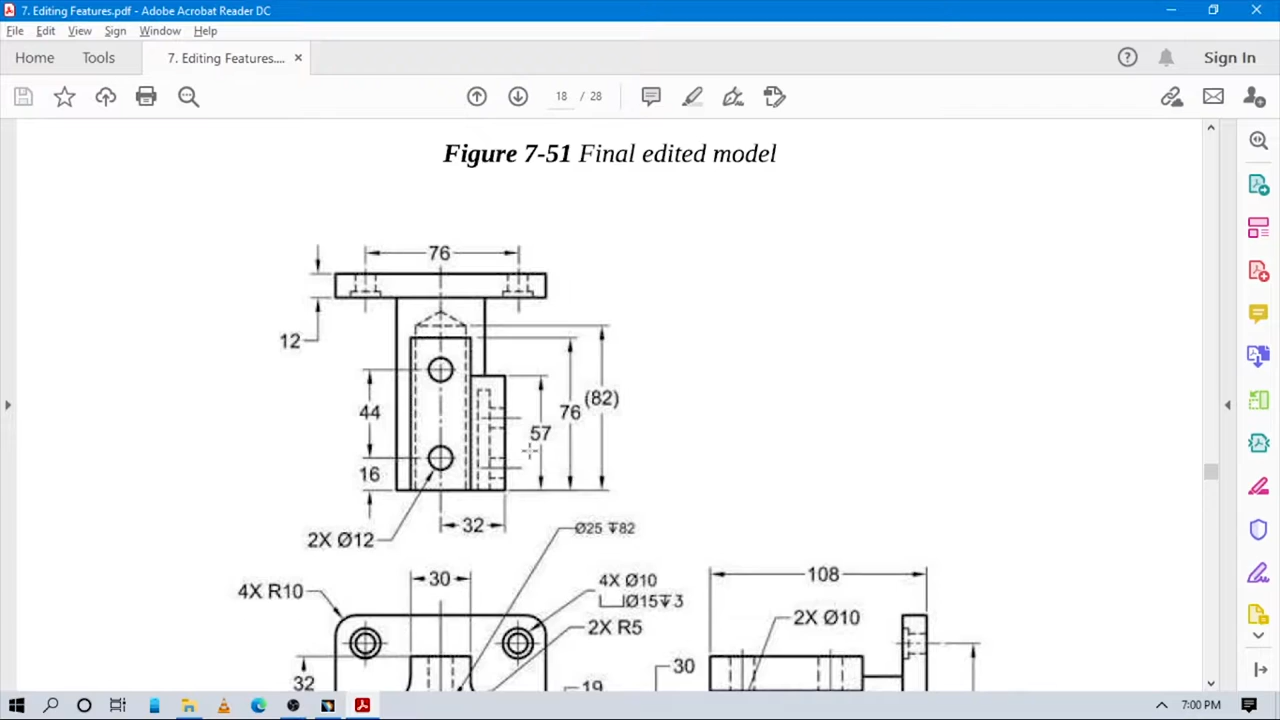 7. Editing Features.pdf - Adobe Acrobat Reader DC
File Edit View Sign Window Help
Home Tools 7. Editing Features.... × Sign In
18 / 28
Figure 7-51 Final edited model
76
12
44
16
57
76
(82)
32
2X Ø12
Ø25 ↧82
4X R10
30
4X Ø10
⌴Ø15↧3
2X R5
108
2X Ø10
32
19
30
7:00 PM